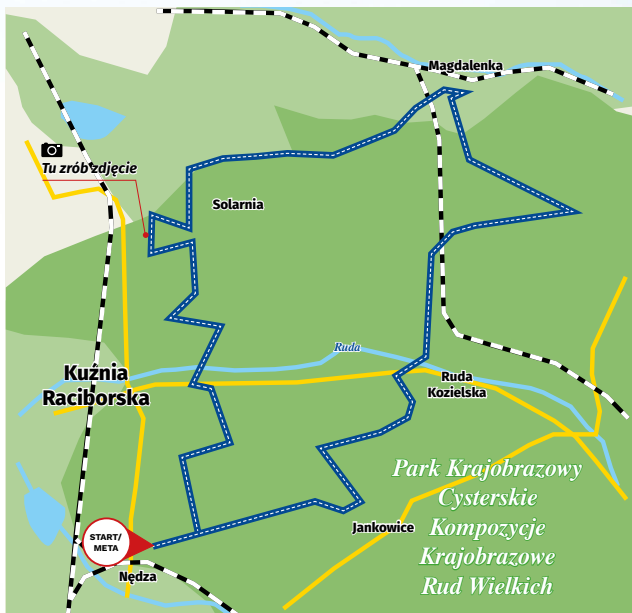 Magdalenka
Tu zrób zdjęcie
Solarnia
Ruda
Kuźnia
Raciborska
Ruda
Kozielska
Park Krajobrazowy
Cysterskie
Kompozycje
Krajobrazowe
Rud Wielkich
Jankowice
START/
META
Nędza